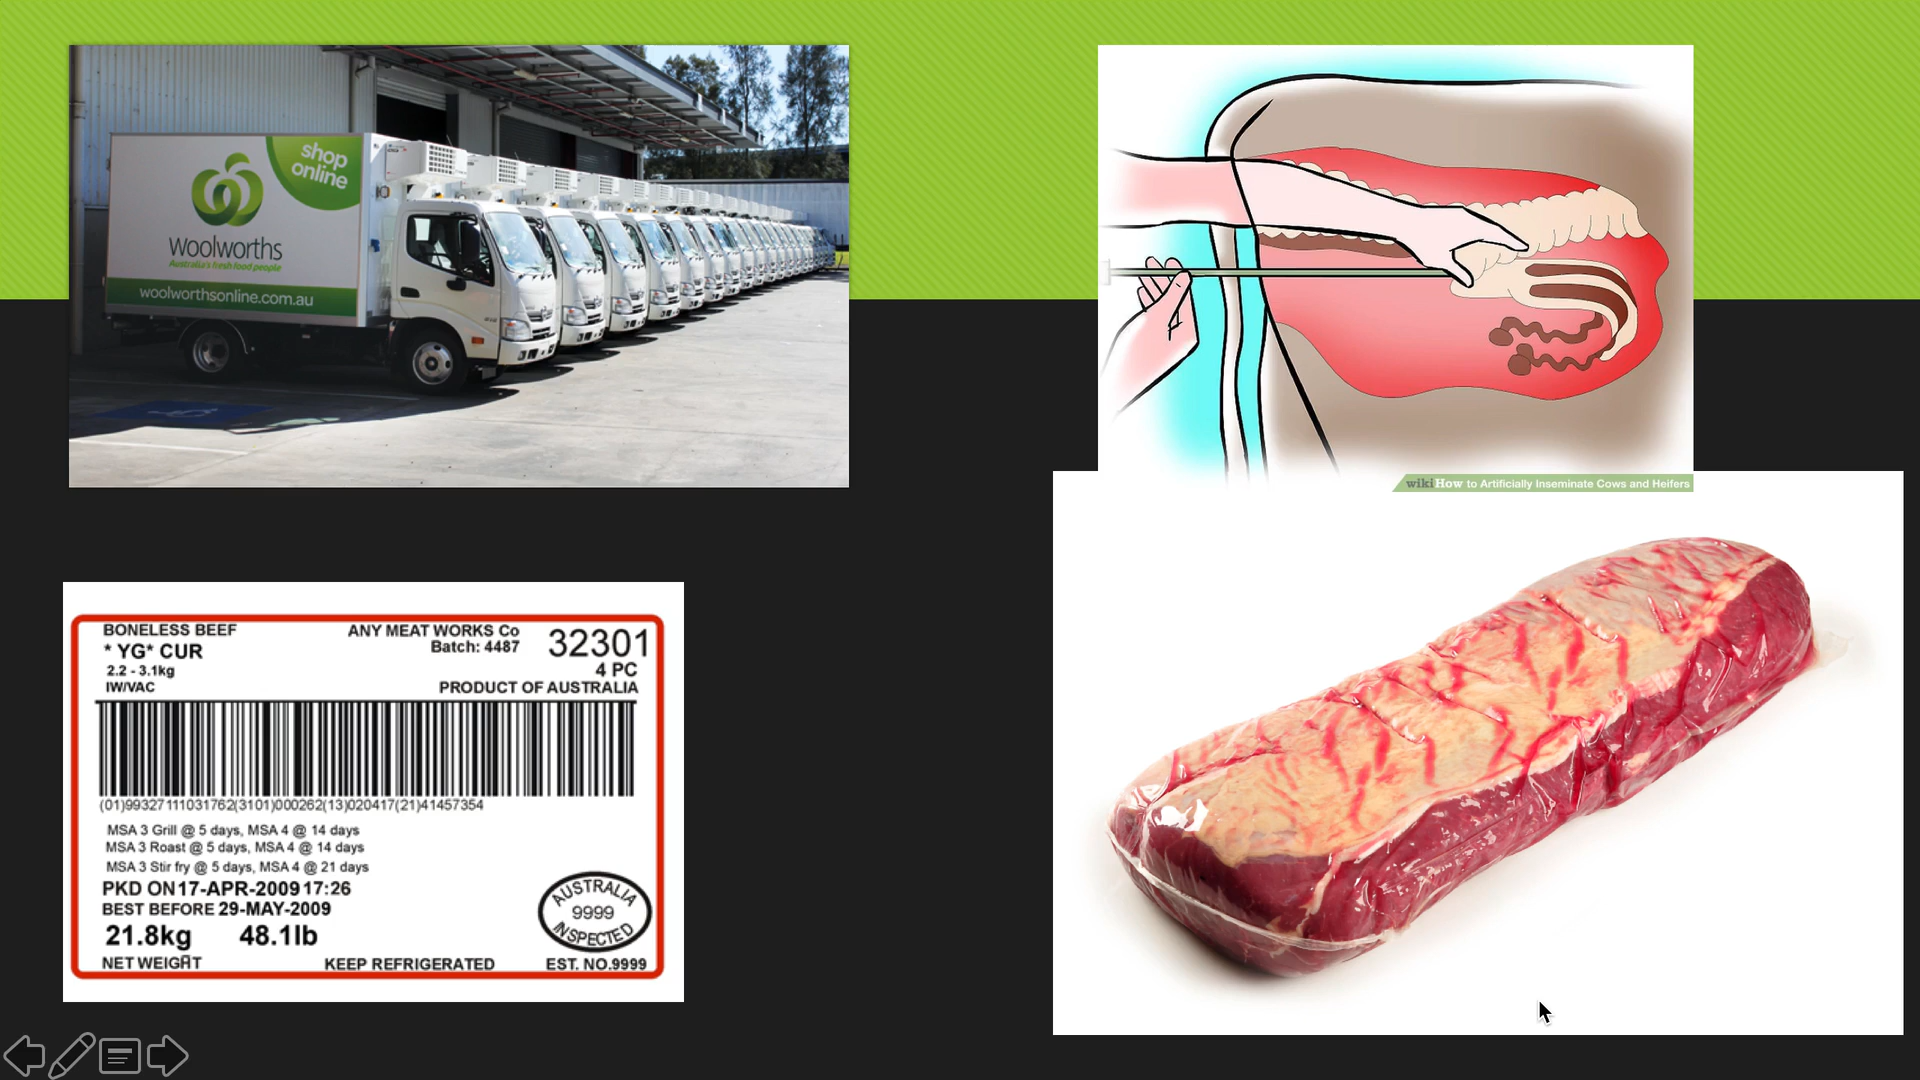 shop
online
Woolworths
Australia's fresh food people
woolworthsonline.com.au
wikiHow to Artificially Inseminate Cows and Heifers
BONELESS BEEF
* YG* CUR
2.2 - 3.1kg
IW/VAC
ANY MEAT WORKS Co
Batch: 4487
32301
4 PC
PRODUCT OF AUSTRALIA
(01)99327111031762(3101)000262(13)020417(21)41457354
MSA 3 Grill @ 5 days, MSA 4 @ 14 days
MSA 3 Roast @ 5 days, MSA 4 @ 14 days
MSA 3 Stir fry @ 5 days, MSA 4 @ 21 days
PKD ON 17-APR-2009 17:26
BEST BEFORE 29-MAY-2009
21.8kg 48.1lb
NET WEIGHT
KEEP REFRIGERATED
AUSTRALIA
9999
INSPECTED
EST. NO.9999